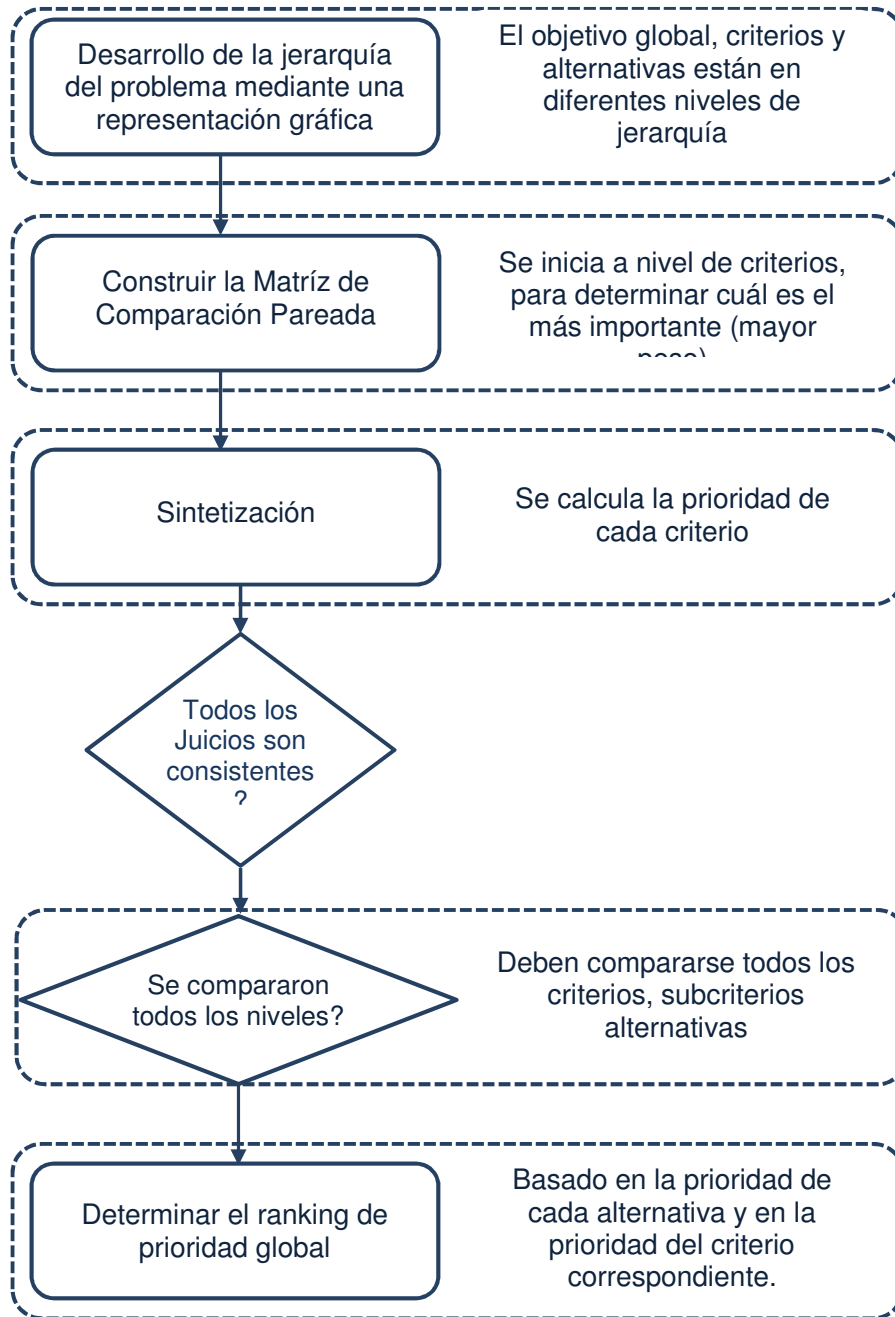 Desarrollo de la jerarquía
del problema mediante una
representación gráfica
El objetivo global, criterios y
alternativas están en
diferentes niveles de
jerarquía
Construir la Matríz de
Comparación Pareada
Se inicia a nivel de criterios,
para determinar cuál es el
más importante (mayor
Sintetización
Se calcula la prioridad de
cada criterio
Todos los
Juicios son
consistentes
?
Se compararon
todos los niveles?
Deben compararse todos los
criterios, subcriterios
alternativas
Determinar el ranking de
prioridad global
Basado en la prioridad de
cada alternativa y en la
prioridad del criterio
correspondiente.